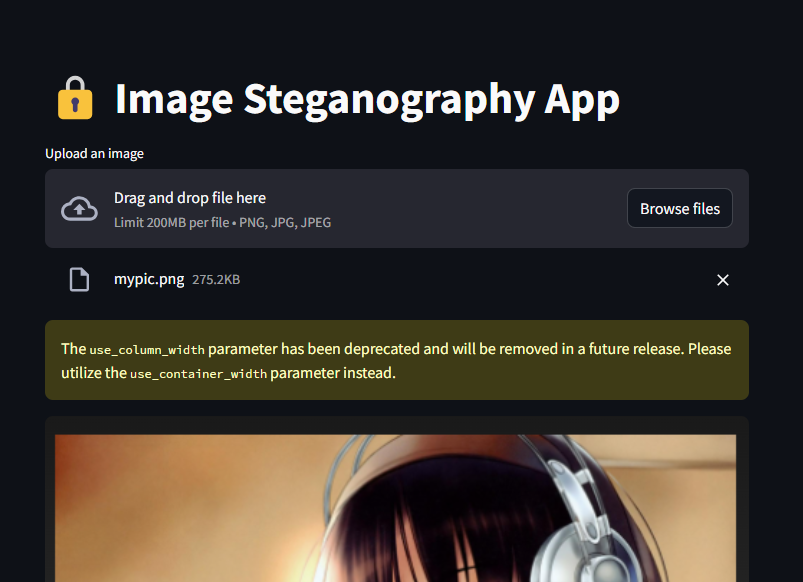 Image Steganography App
Upload an image
Drag and drop file here
Limit 200MB per file • PNG, JPG, JPEG
Browse files
mypic.png 275.2KB
The use_column_width parameter has been deprecated and will be removed in a future release. Please
utilize the use_container_width parameter instead.